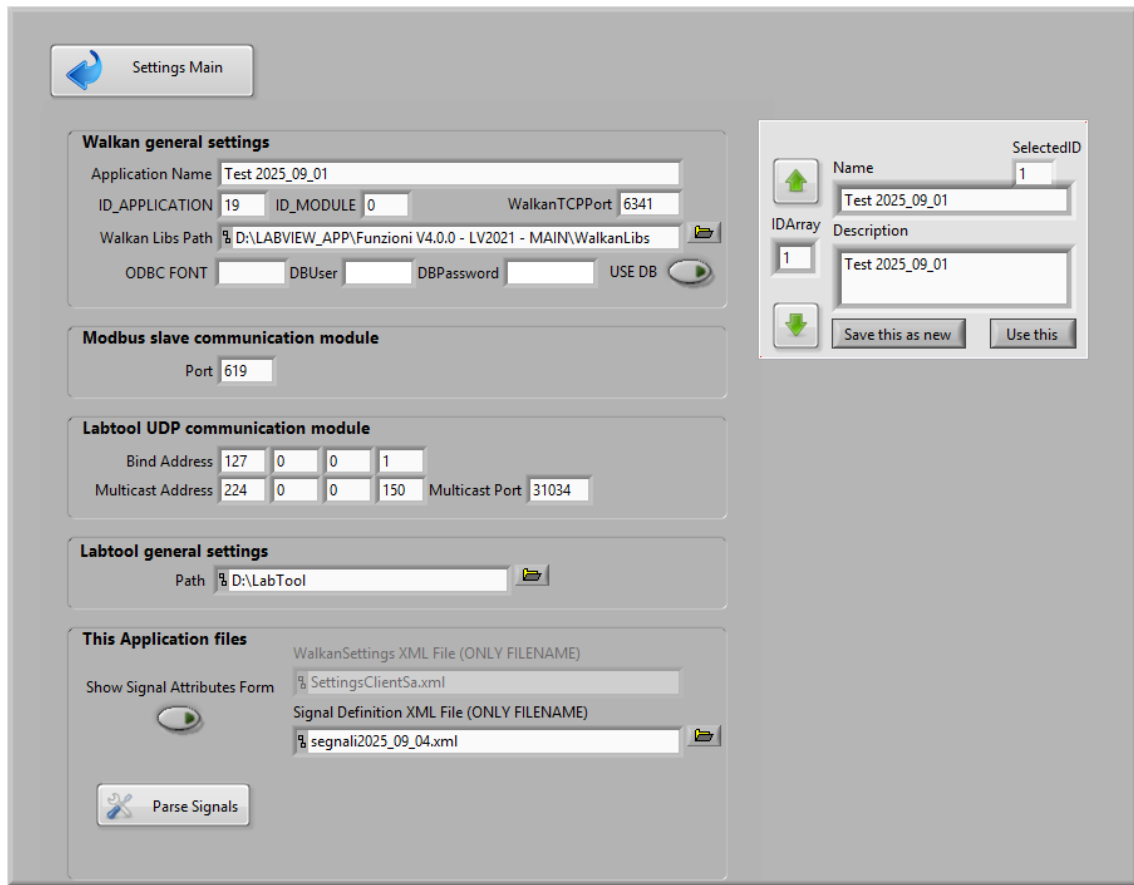 Settings Main
Walkan general settings
Application Name Test 2025_09_01
ID_APPLICATION 19 ID_MODULE 0 WalkanTCPPort 6341
Walkan Libs Path D:\LABVIEW_APP\Funzioni V4.0.0 - LV2021 - MAIN\WalkanLibs
ODBC FONT DBUser DBPassword USE DB
Modbus slave communication module
Port 619
Labtool UDP communication module
Bind Address 127 0 0 1
Multicast Address 224 0 0 150 Multicast Port 31034
Labtool general settings
Path D:\LabTool
This Application files
WalkanSettings XML File (ONLY FILENAME)
Show Signal Attributes Form SettingsClientSa.xml
Signal Definition XML File (ONLY FILENAME)
segnali2025_09_04.xml
Parse Signals
SelectedID
Name 1
Test 2025_09_01
IDArray Description
1 Test 2025_09_01
Save this as new Use this